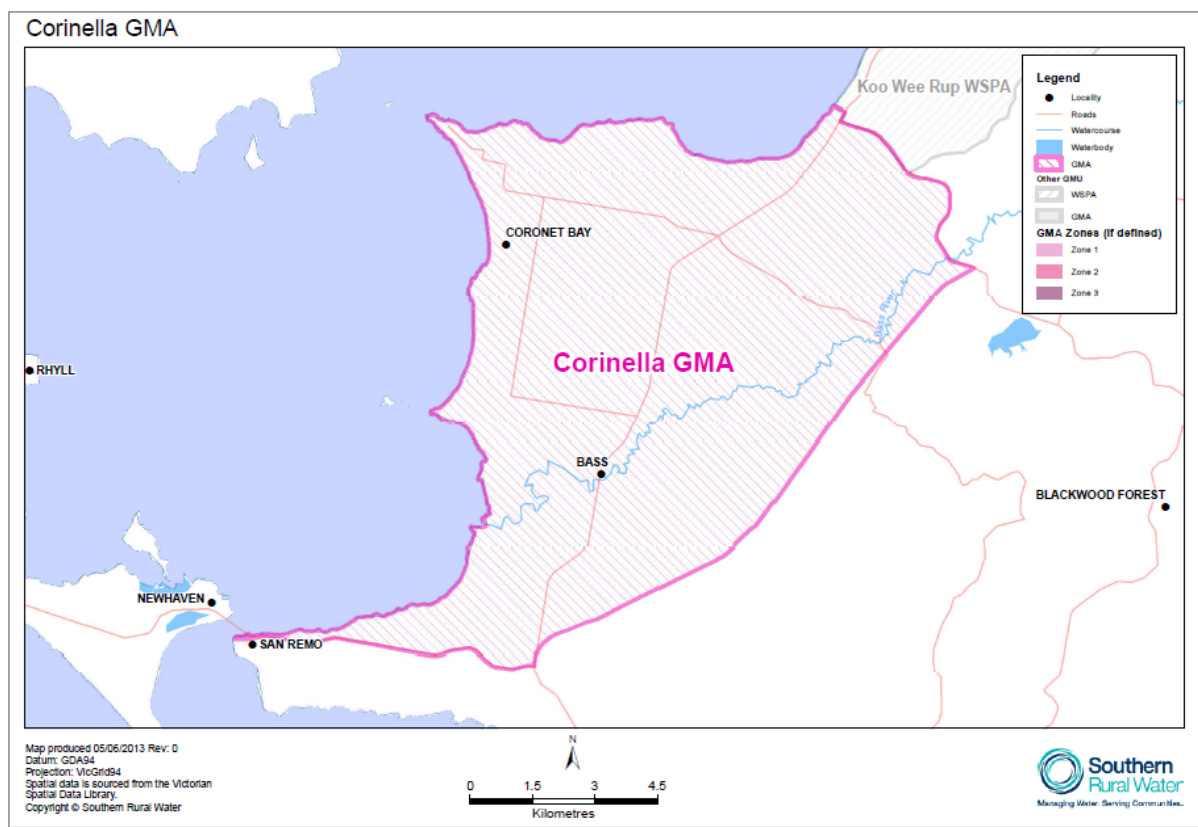 Corinella GMA
Koo Wee Rup WSPA
Legend
Locality
Roads
Watercourse
Waterbody
GMA
Other GMU
WSPA
GMA
GMA Zones (if defined)
Zone 1
Zone 2
Zone 3
CORONET BAY
Bass River
Corinella GMA
RHYLL
BASS
BLACKWOOD FOREST
NEWHAVEN
SAN REMO
Map produced 05/06/2013 Rev: 0
Datum: GDA94
Projection: VicGrid94
Spatial data is sourced from the Victorian
Spatial Data Library.
Copyright © Southern Rural Water
N
0 1.5 3 4.5
Kilometres
Southern
Rural Water
Managing Water. Serving Communities.